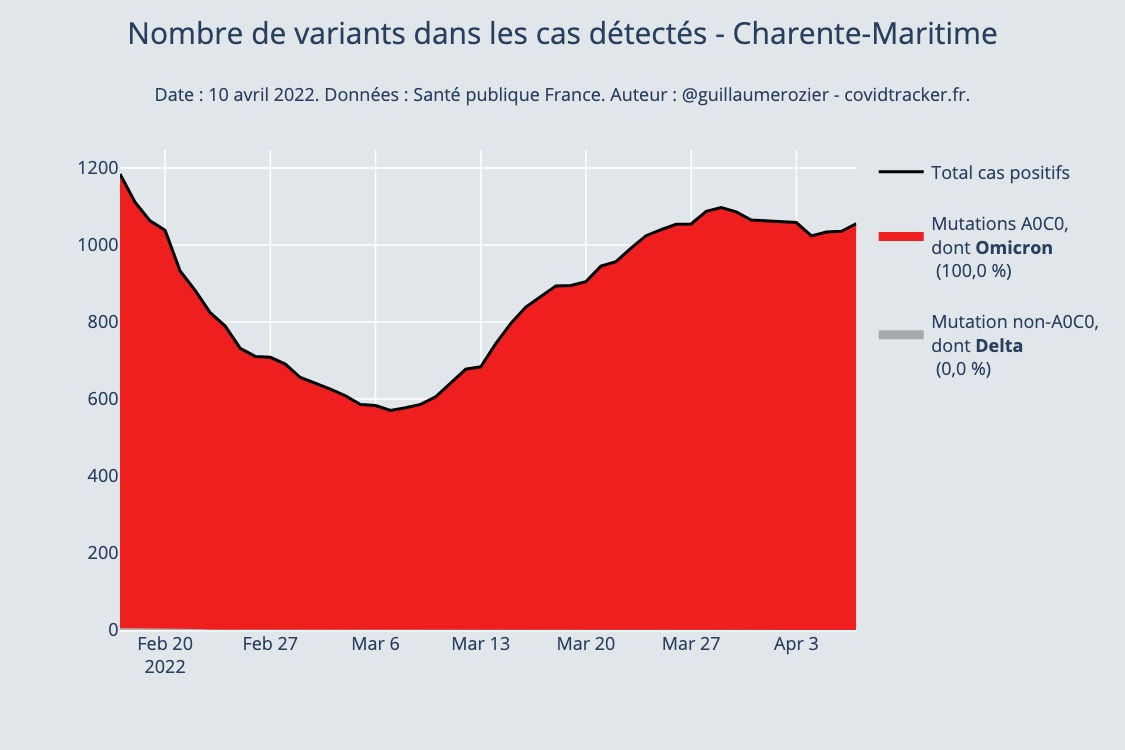 Nombre de variants dans les cas détectés - Charente-Maritime
Date : 10 avril 2022. Données : Santé publique France. Auteur : @guillaumerozier - covidtracker.fr.
1200
1000
800
600
400
200
0
Feb 20
2022
Feb 27
Mar 6
Mar 13
Mar 20
Mar 27
Apr 3
Total cas positifs
Mutations A0C0,
dont Omicron
(100,0 %)
Mutation non-A0C0,
dont Delta
(0,0 %)